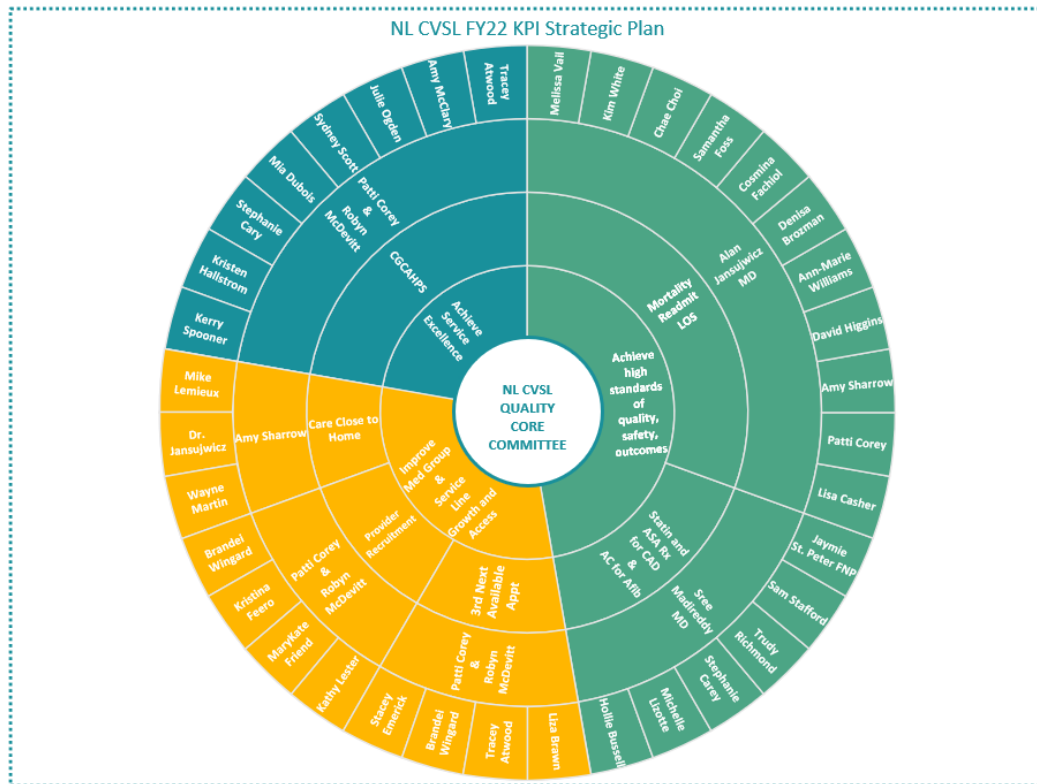 NL CVSL FY22 KPI Strategic Plan
NL CVSL
QUALITY
CORE
COMMITTEE
Achieve
high
standards
of
quality,
safety,
outcomes
Mortality
Readmit
LOS
Alan
Jansujwicz
MD
Melissa Vail
Kim White
Chae Choi
Samantha
Foss
Cosmina
Fachiol
Denisa
Brozman
Ann-Marie
Williams
David Higgins
Amy Sharrow
Patti Corey
Lisa Casher
Statin and
ASA Rx
for CAD
&
AC for Afib
Sree
Madireddy
MD
Jaymie
St. Peter FNP
Sam Stafford
Trudy
Richmond
Stephanie
Carey
Michelle
Lizotte
Hollie Bussell
Improve
Med Group
&
Service
Line
Growth and
Access
3rd Next
Available
Appt
Patti Corey
&
Robyn
McDevitt
Liza Brawn
Tracey
Atwood
Brandei
Wingard
Stacey
Emerick
Provider
Recruitment
Patti Corey
&
Robyn
McDevitt
Kathy Lester
MaryKate
Friend
Kristina
Feero
Brandei
Wingard
Care Close to
Home
Amy Sharrow
Wayne
Martin
Dr.
Jansujwicz
Mike
Lemieux
Achieve
Service
Excellence
CGCAHPS
Patti Corey
&
Robyn
McDevitt
Kerry
Spooner
Kristen
Hallstrom
Stephanie
Cary
Mia Dubois
Sydney Scott
Julie Ogden
Amy McClary
Tracey
Atwood